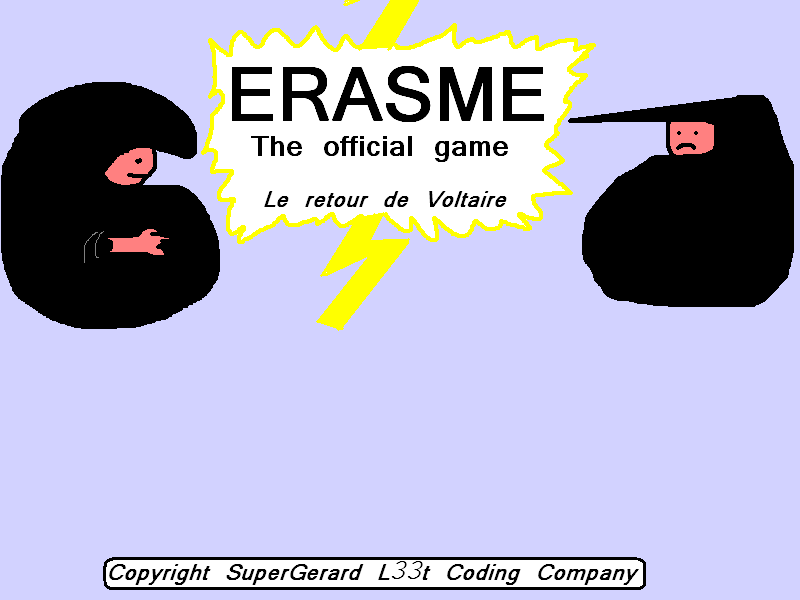 ERASME
The official game
Le retour de Voltaire
Copyright SuperGerard L33t Coding Company